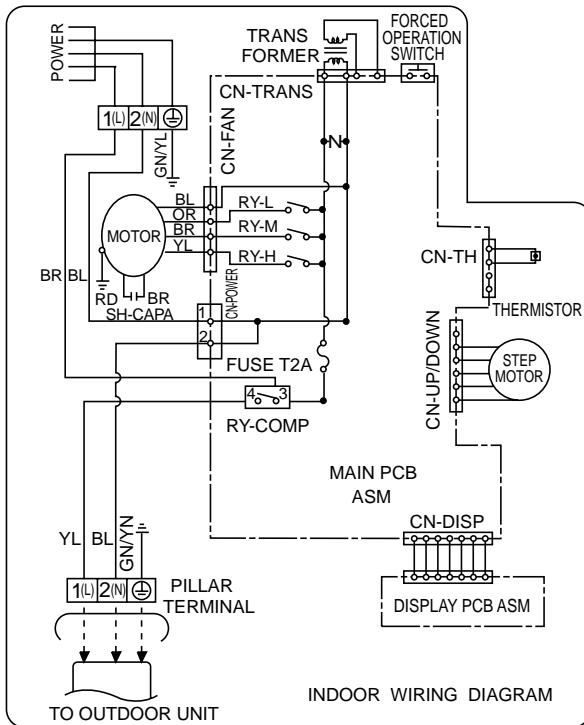 POWER
TRANS
FORMER
FORCED
OPERATION
SWITCH
CN-TRANS
1(L) 2(N)
GN/YL
CN-FAN
N
BL
OR
BR
YL
RY-L
RY-M
RY-H
MOTOR
BR BL
RD BR
SH-CAPA
CN-POWER
1
2
CN-TH
THERMISTOR
FUSE T2A
4 3
RY-COMP
CN-UP/DOWN
STEP
MOTOR
MAIN PCB
ASM
CN-DISP
YL BL GN/YN
1(L) 2(N)
PILLAR
TERMINAL
DISPLAY PCB ASM
TO OUTDOOR UNIT
INDOOR WIRING DIAGRAM